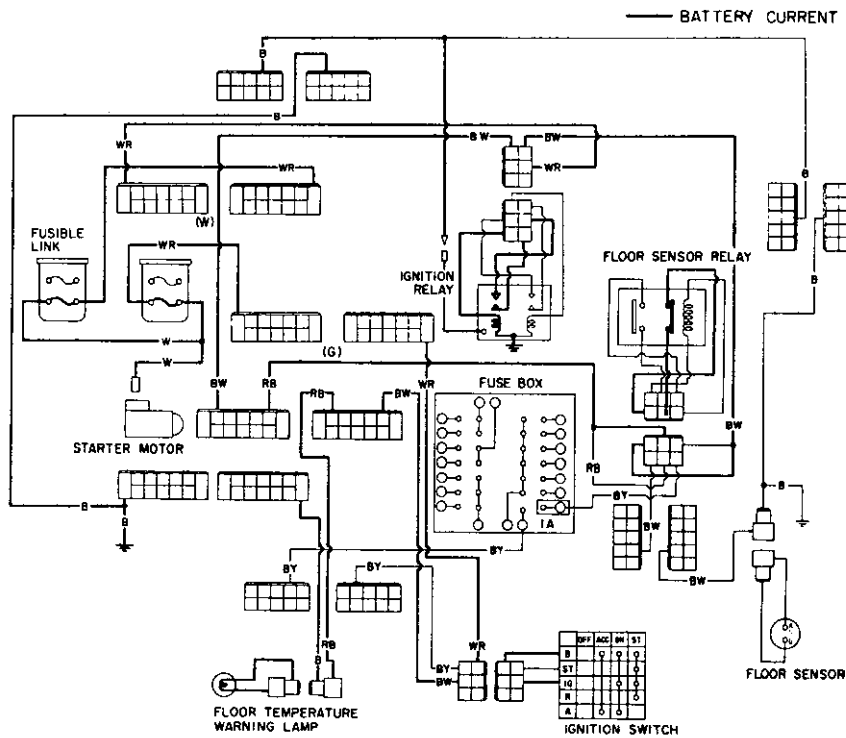 BATTERY CURRENT
B
B
B
BW
BW
WR
WR
WR
B
(W)
FUSIBLE
LINK
WR
FLOOR SENSOR RELAY
IGNITION
RELAY
B
W
W
(G)
BW
RB
RB
BW
WR
FUSE BOX
BW
STARTER MOTOR
RB
BY
1A
B
B
B
BW
BW
BY
BY
RB
B
WR
BY
BW
OFF ACC ON ST
B
ST
IG
R
A
FLOOR SENSOR
FLOOR TEMPERATURE
WARNING LAMP
IGNITION SWITCH